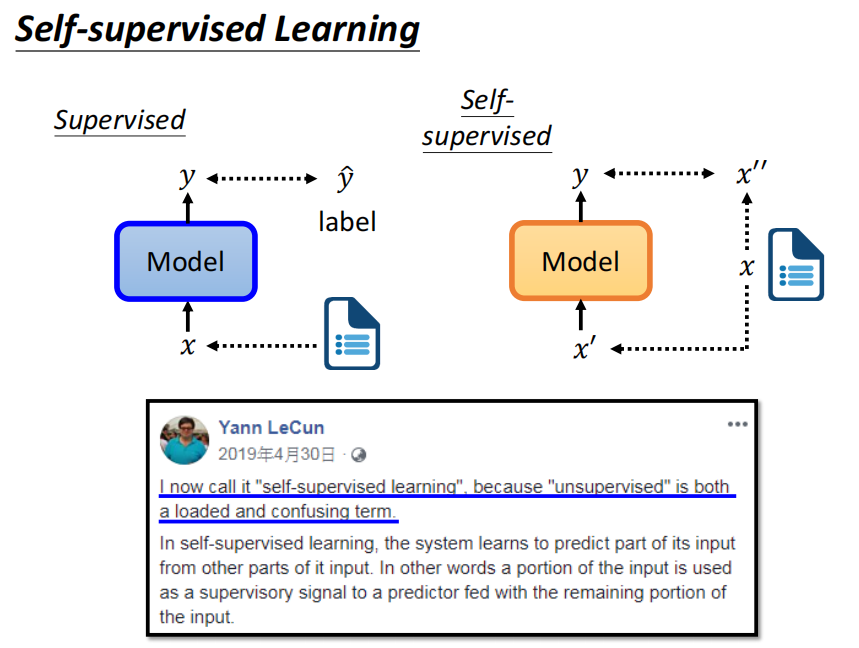 Self-supervised Learning
Supervised
Self-
supervised
y
ŷ
label
Model
x
y
x′′
Model
x
x′
Yann LeCun
2019年4月30日 ·
I now call it "self-supervised learning", because "unsupervised" is both
a loaded and confusing term.
In self-supervised learning, the system learns to predict part of its input
from other parts of it input. In other words a portion of the input is used
as a supervisory signal to a predictor fed with the remaining portion of
the input.